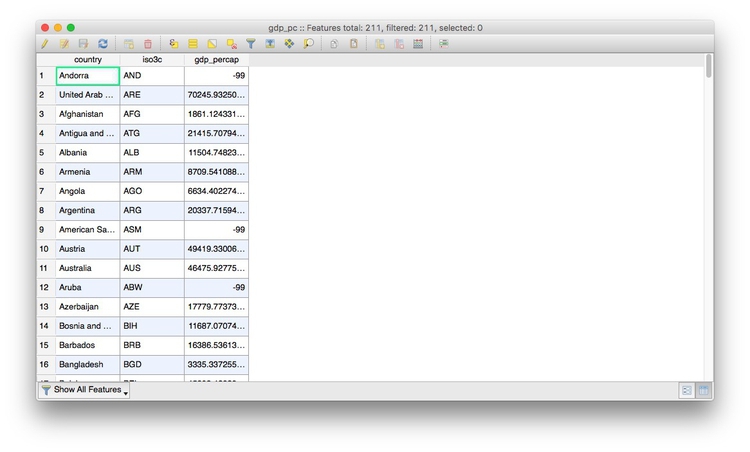 gdp_pc :: Features total: 211, filtered: 211, selected: 0
country iso3c gdp_percap
1 Andorra AND -99
2 United Arab ... ARE 70245.93250...
3 Afghanistan AFG 1861.124331...
4 Antigua and ... ATG 21415.70794...
5 Albania ALB 11504.74823...
6 Armenia ARM 8709.541088...
7 Angola AGO 6634.402274...
8 Argentina ARG 20337.71594...
9 American Sa... ASM -99
10 Austria AUT 49419.33006...
11 Australia AUS 46475.92775...
12 Aruba ABW -99
13 Azerbaijan AZE 17779.77373...
14 Bosnia and ... BIH 11687.07074...
15 Barbados BRB 16386.53613...
16 Bangladesh BGD 3335.337255...
Show All Features